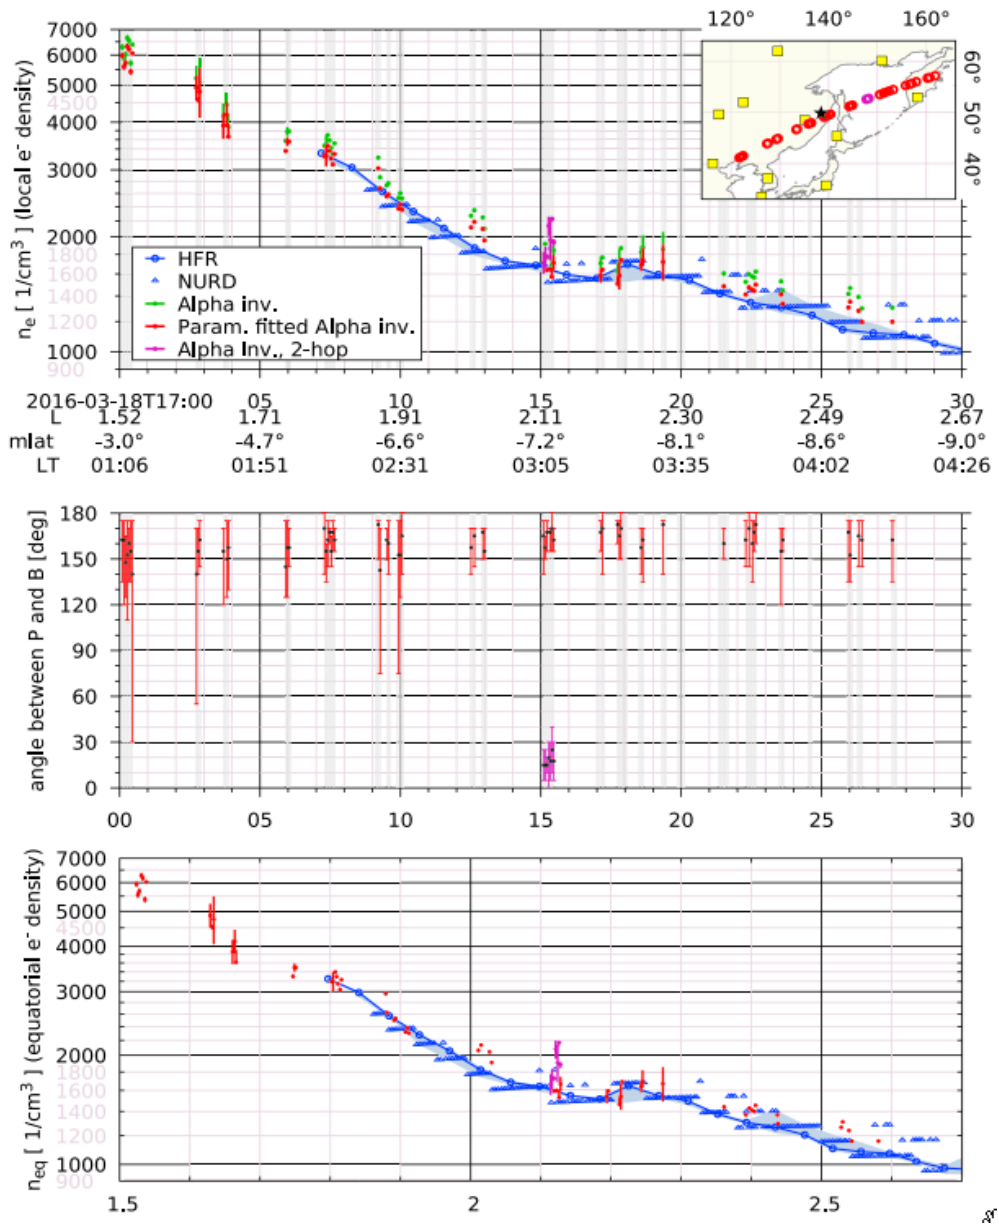 120° 140° 160°
7000
5000
4500
4000
3000
2000
1800
1600
1400
1200
1000
900
n_e [ 1/cm³ ] (local e⁻ density)
60°
50°
40°
HFR
NURD
Alpha inv.
Param. fitted Alpha inv.
Alpha Inv., 2-hop
2016-03-18T17:00 05 10 15 20 25 30
L 1.52 1.71 1.91 2.11 2.30 2.49 2.67
mlat -3.0° -4.7° -6.6° -7.2° -8.1° -8.6° -9.0°
LT 01:06 01:51 02:31 03:05 03:35 04:02 04:26
180
150
120
90
60
30
0
angle between P and B [deg]
00 05 10 15 20 25 30
7000
6000
5000
4500
4000
3000
2000
1800
1600
1400
1200
1000
900
n_eq [ 1/cm³ ] (equatorial e⁻ density)
1.5 2 2.5